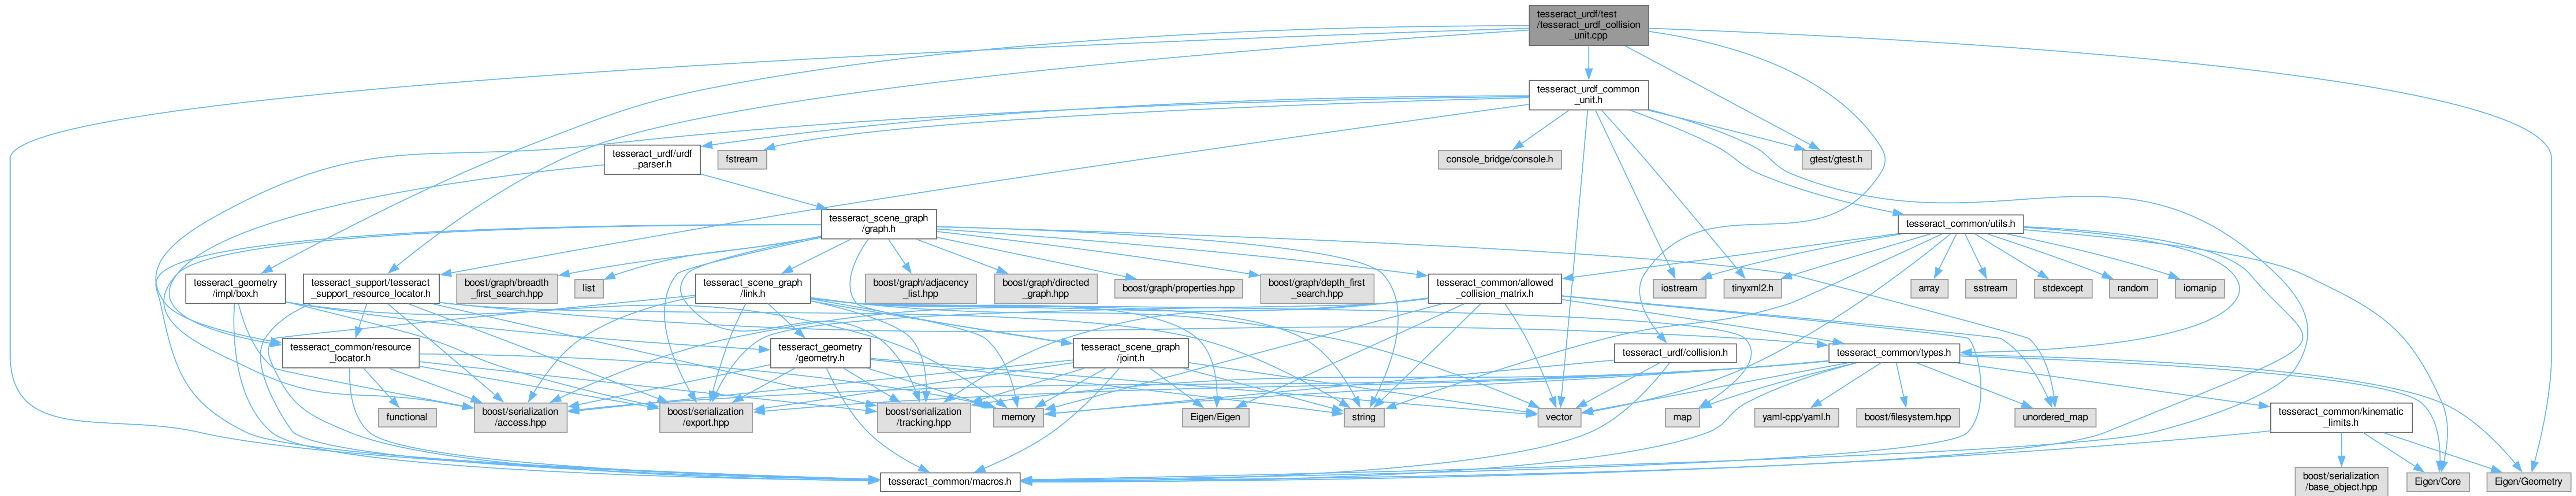 tesseract_urdf/test
/tesseract_urdf_collision
_unit.cpp
tesseract_urdf_common
_unit.h
tesseract_urdf/urdf
_parser.h
fstream
console_bridge/console.h
gtest/gtest.h
tesseract_scene_graph
/graph.h
tesseract_common/utils.h
tesseract_geometry
/impl/box.h
tesseract_support/tesseract
_support_resource_locator.h
boost/graph/breadth
_first_search.hpp
list
tesseract_scene_graph
/link.h
boost/graph/adjacency
_list.hpp
boost/graph/directed
_graph.hpp
boost/graph/properties.hpp
boost/graph/depth_first
_search.hpp
tesseract_common/allowed
_collision_matrix.h
iostream
tinyxml2.h
array
sstream
stdexcept
random
iomanip
tesseract_common/resource
_locator.h
tesseract_geometry
/geometry.h
tesseract_scene_graph
/joint.h
tesseract_urdf/collision.h
tesseract_common/types.h
functional
boost/serialization
/access.hpp
boost/serialization
/export.hpp
boost/serialization
/tracking.hpp
memory
Eigen/Eigen
string
vector
map
yaml-cpp/yaml.h
boost/filesystem.hpp
unordered_map
tesseract_common/kinematic
_limits.h
tesseract_common/macros.h
boost/serialization
/base_object.hpp
Eigen/Core
Eigen/Geometry